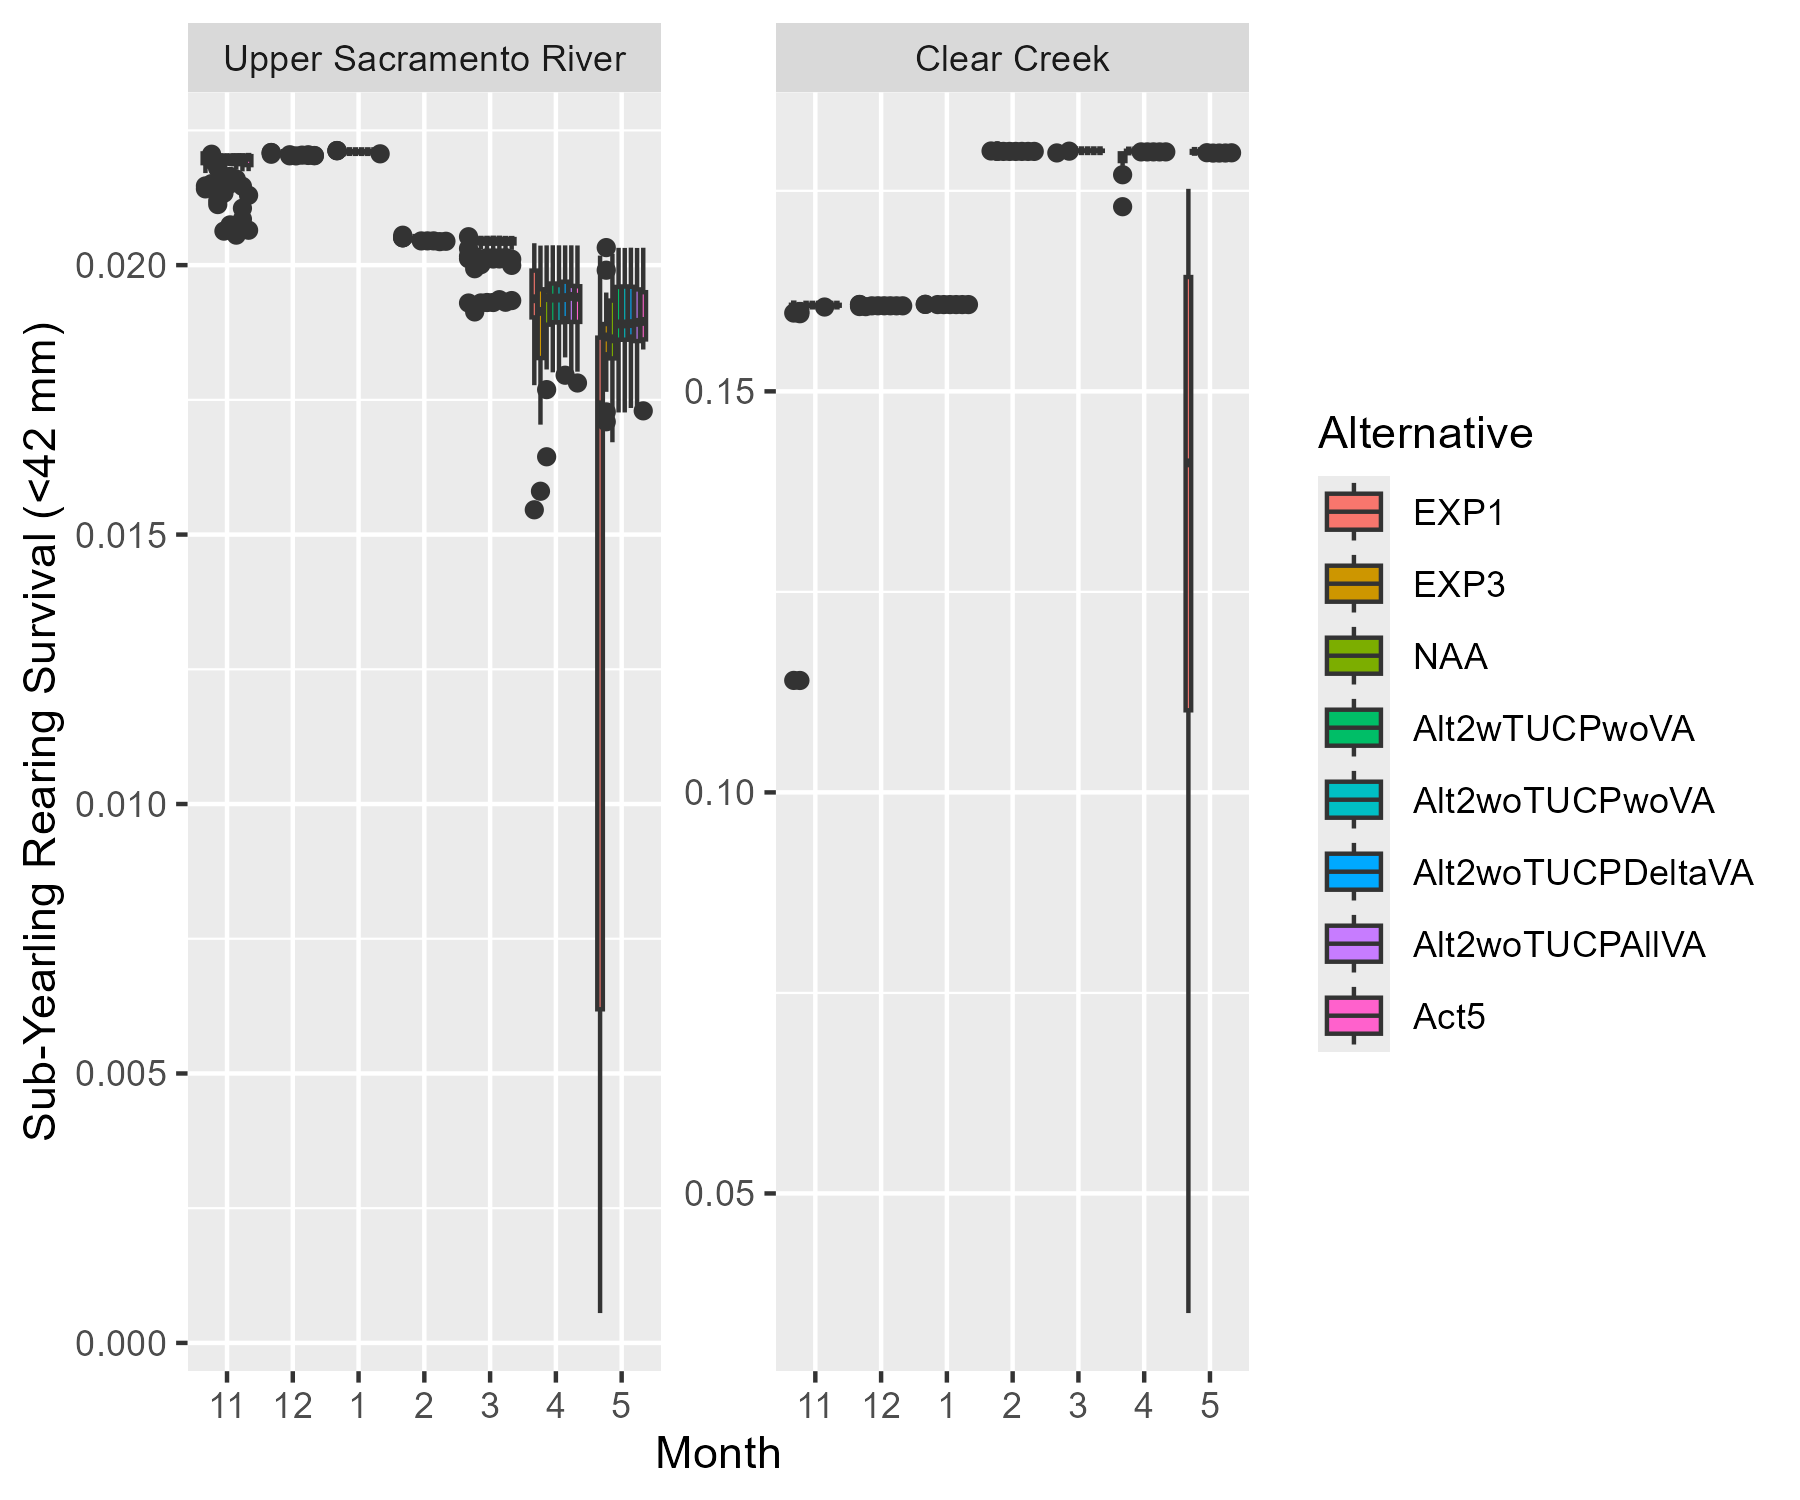 Upper Sacramento River
Clear Creek
Sub-Yearling Rearing Survival (<42 mm)
0.020
0.015
0.010
0.005
0.000
0.15
0.10
0.05
11 12 1 2 3 4 5
11 12 1 2 3 4 5
Month
Alternative
EXP1
EXP3
NAA
Alt2wTUCPwoVA
Alt2woTUCPwoVA
Alt2woTUCPDeltaVA
Alt2woTUCPAllVA
Act5